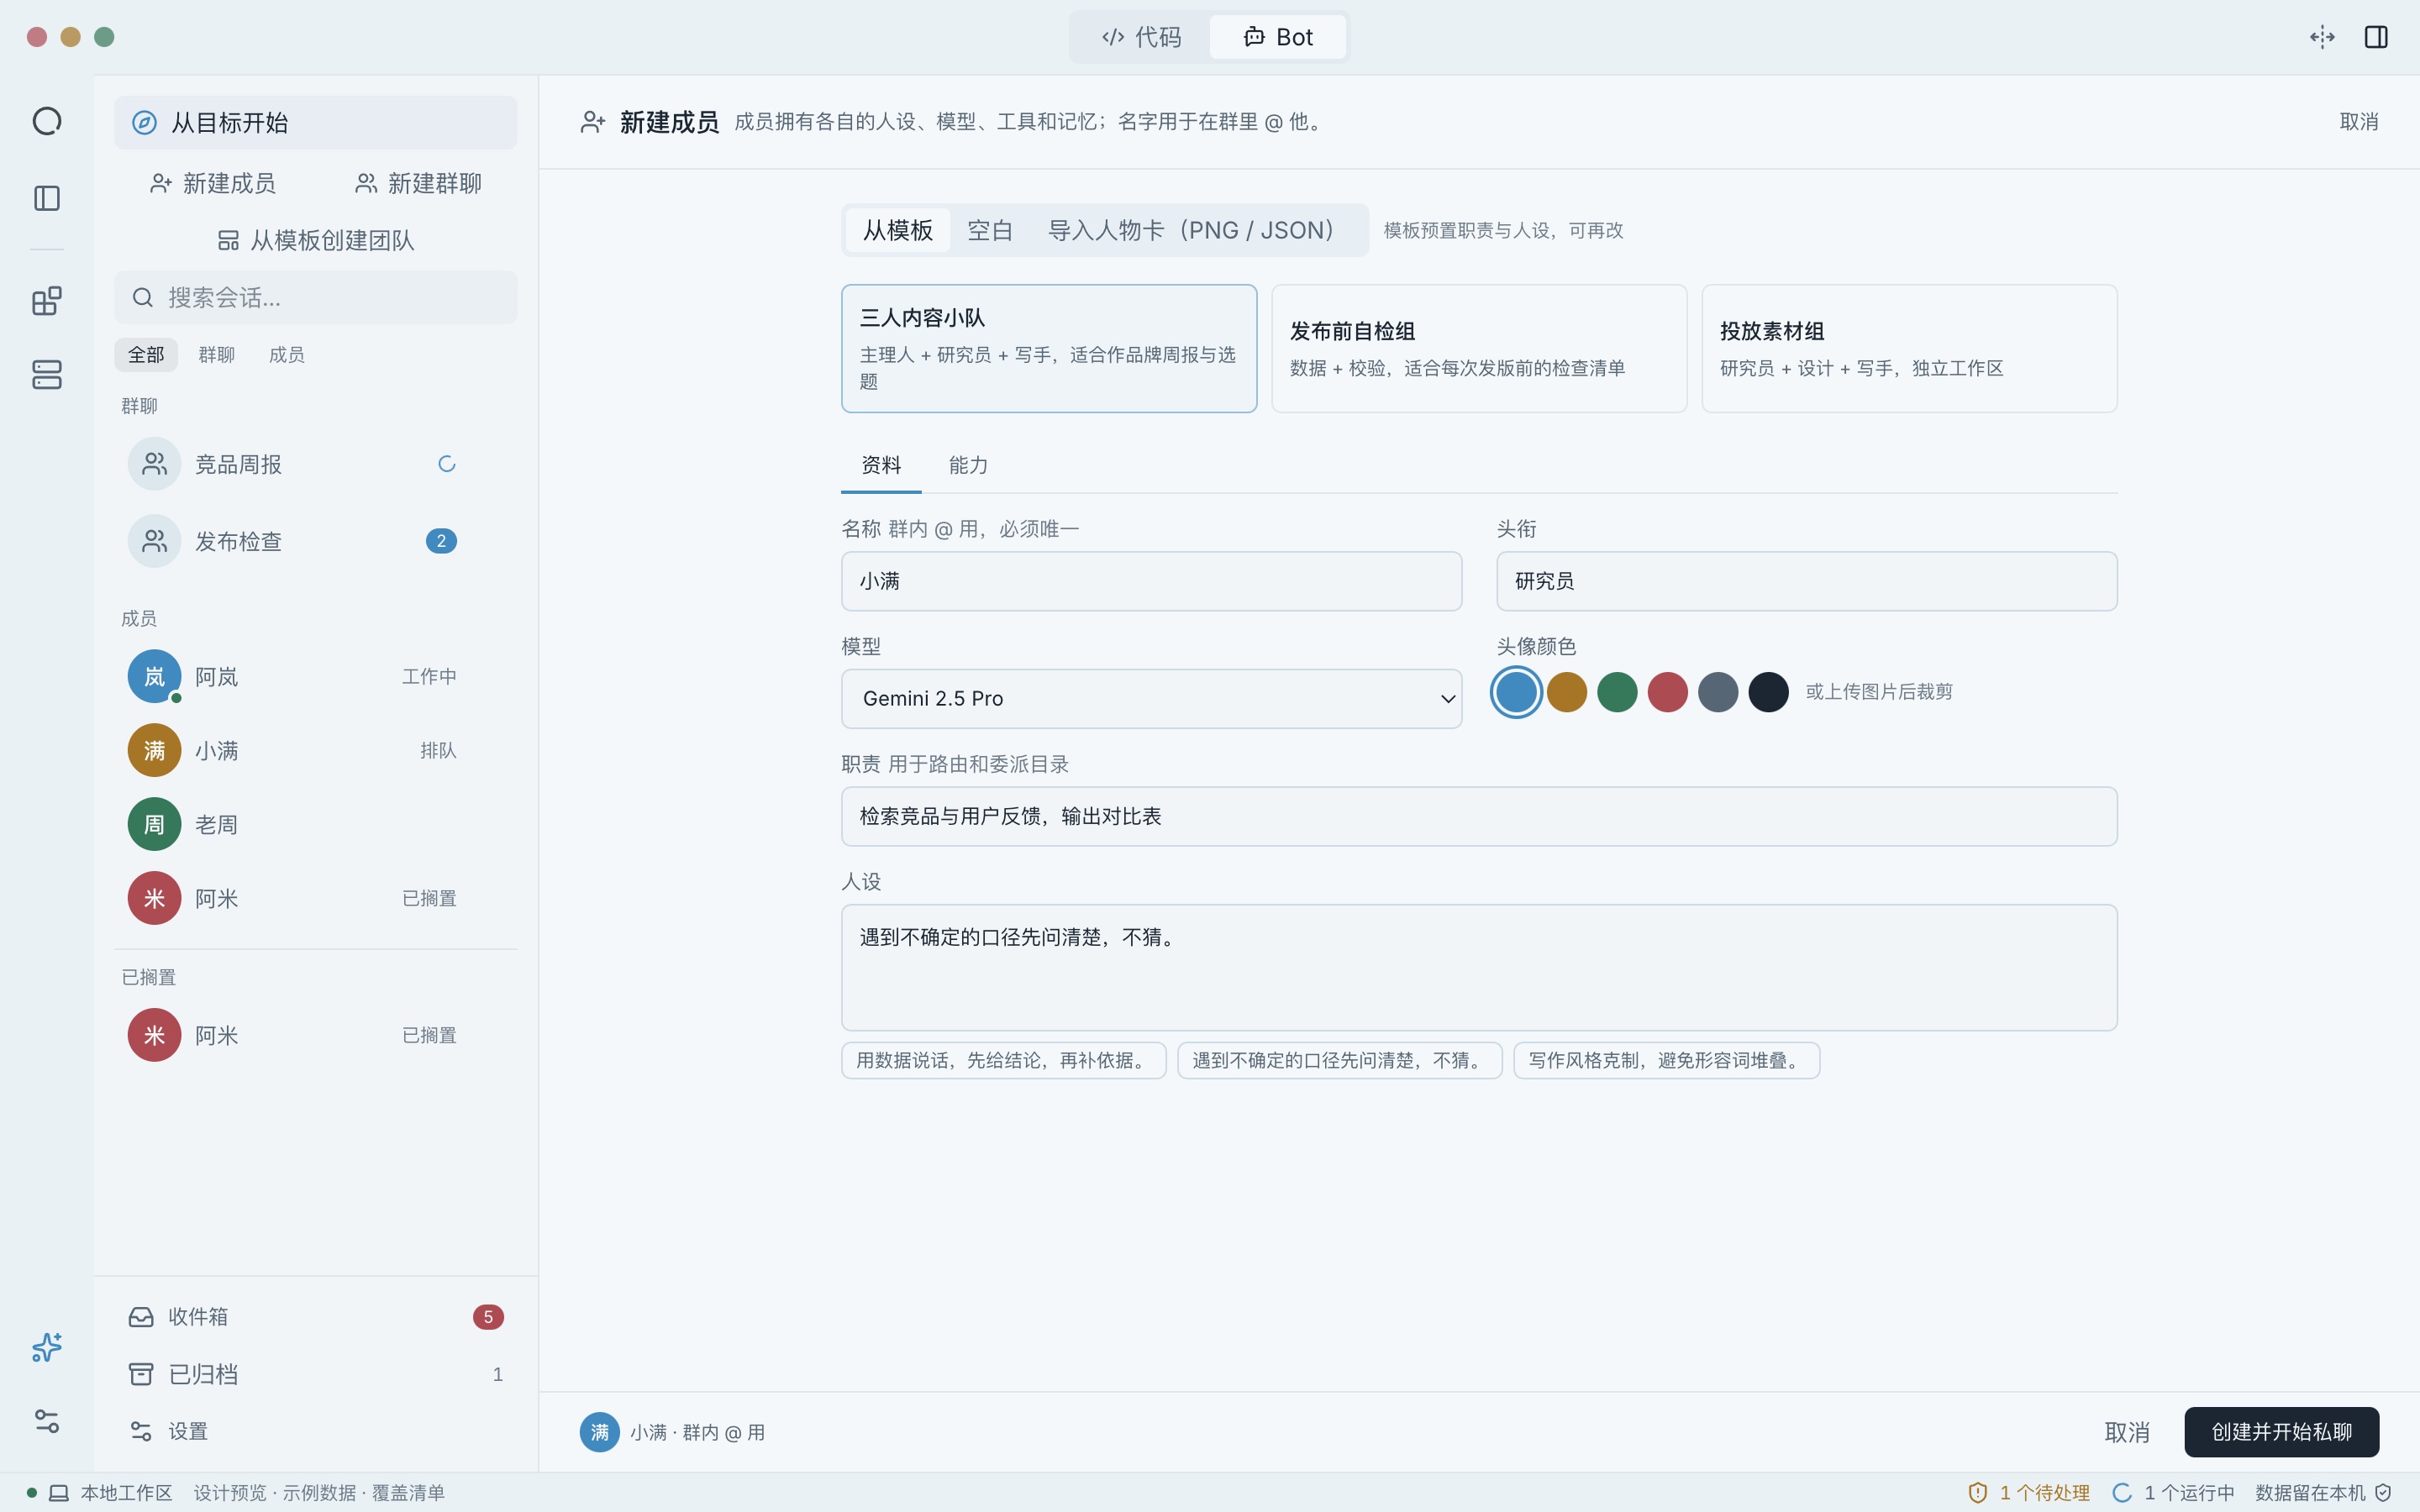 代码
Bot
从目标开始
新建成员
新建群聊
从模板创建团队
搜索会话...
全部
群聊
成员
群聊
竞品周报
发布检查
2
成员
岚
阿岚
工作中
满
小满
排队
周
老周
米
阿米
已搁置
已搁置
米
阿米
已搁置
收件箱
5
已归档
1
设置
新建成员
成员拥有各自的人设、模型、工具和记忆；名字用于在群里 @ 他。
取消
从模板
空白
导入人物卡（PNG / JSON）
模板预置职责与人设，可再改
三人内容小队
主理人 + 研究员 + 写手，适合作品牌周报与选
题
发布前自检组
数据 + 校验，适合每次发版前的检查清单
投放素材组
研究员 + 设计 + 写手，独立工作区
资料
能力
名称 群内 @ 用，必须唯一
小满
头衔
研究员
模型
Gemini 2.5 Pro
头像颜色
或上传图片后裁剪
职责 用于路由和委派目录
检索竞品与用户反馈，输出对比表
人设
遇到不确定的口径先问清楚，不猜。
用数据说话，先给结论，再补依据。
遇到不确定的口径先问清楚，不猜。
写作风格克制，避免形容词堆叠。
满
小满 · 群内 @ 用
取消
创建并开始私聊
本地工作区
设计预览 · 示例数据 · 覆盖清单
1 个待处理
1 个运行中
数据留在本机